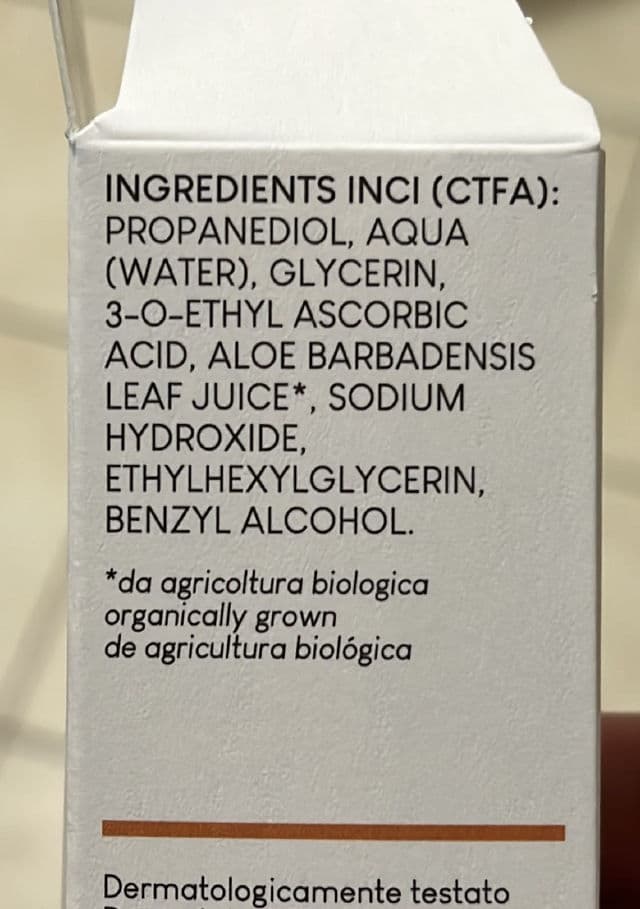 INGREDIENTS INCI (CTFA):
PROPANEDIOL, AQUA
(WATER), GLYCERIN,
3-O-ETHYL ASCORBIC
ACID, ALOE BARBADENSIS
LEAF JUICE*, SODIUM
HYDROXIDE,
ETHYLHEXYLGLYCERIN,
BENZYL ALCOHOL.
*da agricoltura biologica
organically grown
de agricultura biológica
Dermatologicamente testato